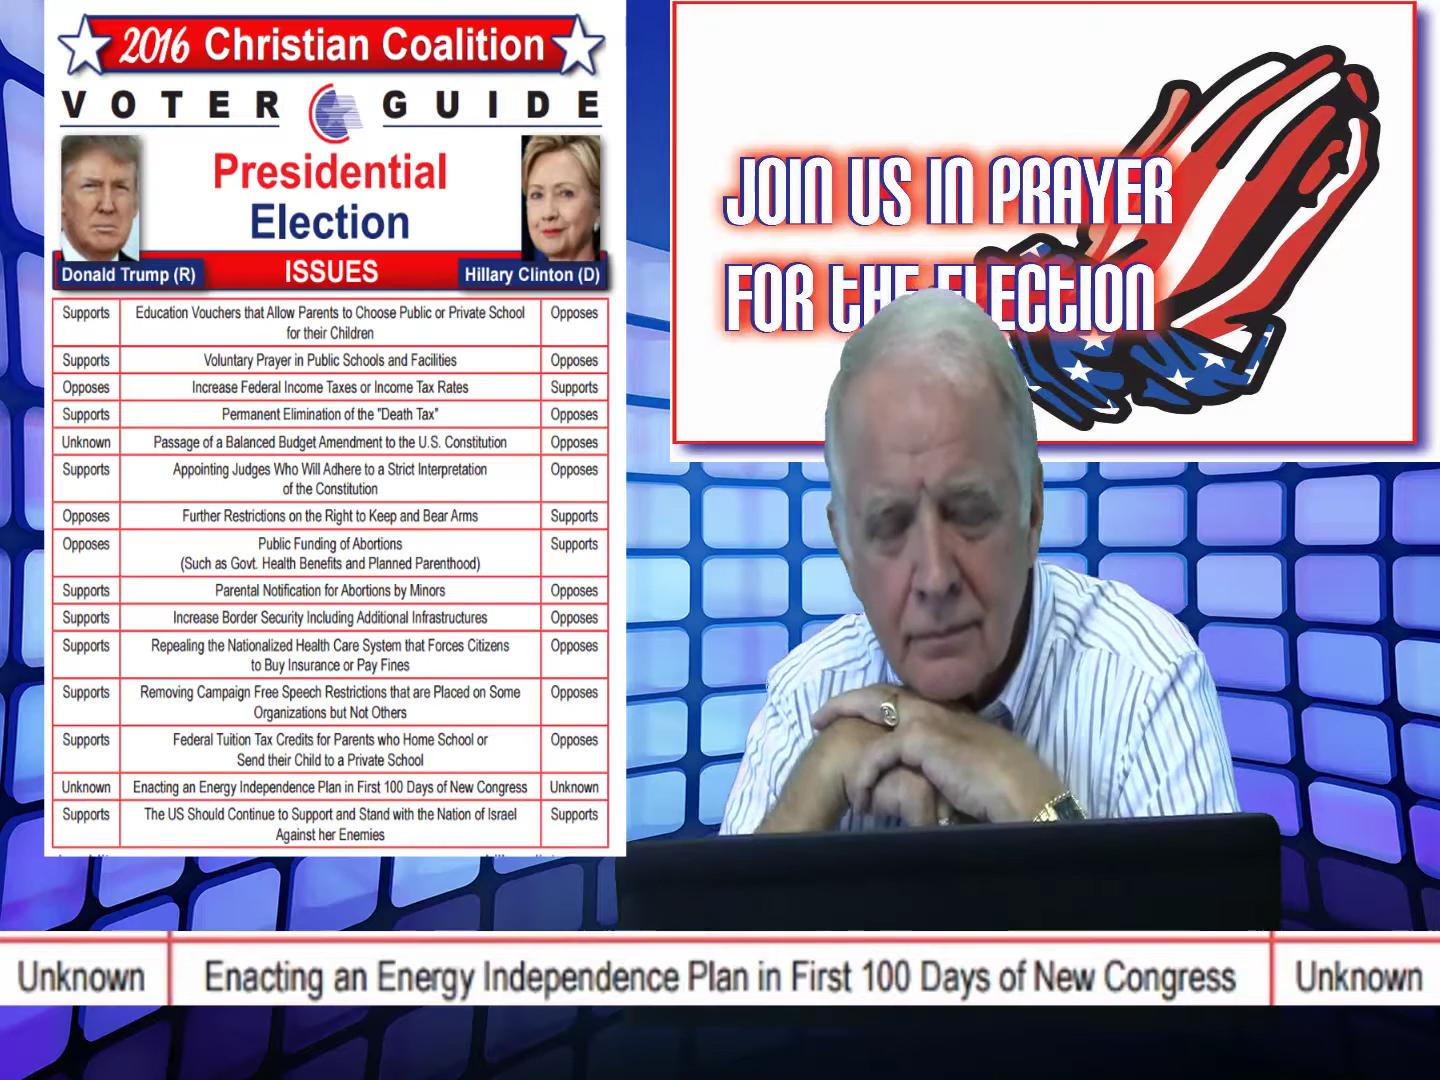 2016 Christian Coalition
VOTER GUIDE
Presidential
Election
Donald Trump (R)
ISSUES
Hillary Clinton (D)
Supports
Education Vouchers that Allow Parents to Choose Public or Private School
for their Children
Opposes
Supports
Voluntary Prayer in Public Schools and Facilities
Opposes
Opposes
Increase Federal Income Taxes or Income Tax Rates
Supports
Supports
Permanent Elimination of the "Death Tax"
Opposes
Unknown
Passage of a Balanced Budget Amendment to the U.S. Constitution
Opposes
Supports
Appointing Judges Who Will Adhere to a Strict Interpretation
of the Constitution
Opposes
Opposes
Further Restrictions on the Right to Keep and Bear Arms
Supports
Opposes
Public Funding of Abortions
(Such as Govt. Health Benefits and Planned Parenthood)
Supports
Supports
Parental Notification for Abortions by Minors
Opposes
Supports
Increase Border Security Including Additional Infrastructures
Opposes
Supports
Repealing the Nationalized Health Care System that Forces Citizens
to Buy Insurance or Pay Fines
Opposes
Supports
Removing Campaign Free Speech Restrictions that are Placed on Some
Organizations but Not Others
Opposes
Supports
Federal Tuition Tax Credits for Parents who Home School or
Send their Child to a Private School
Opposes
Unknown
Enacting an Energy Independence Plan in First 100 Days of New Congress
Unknown
Supports
The US Should Continue to Support and Stand with the Nation of Israel
Against her Enemies
Supports
JOIN US IN PRAYER
FOR THE ELECTION
Unknown
Enacting an Energy Independence Plan in First 100 Days of New Congress
Unknown